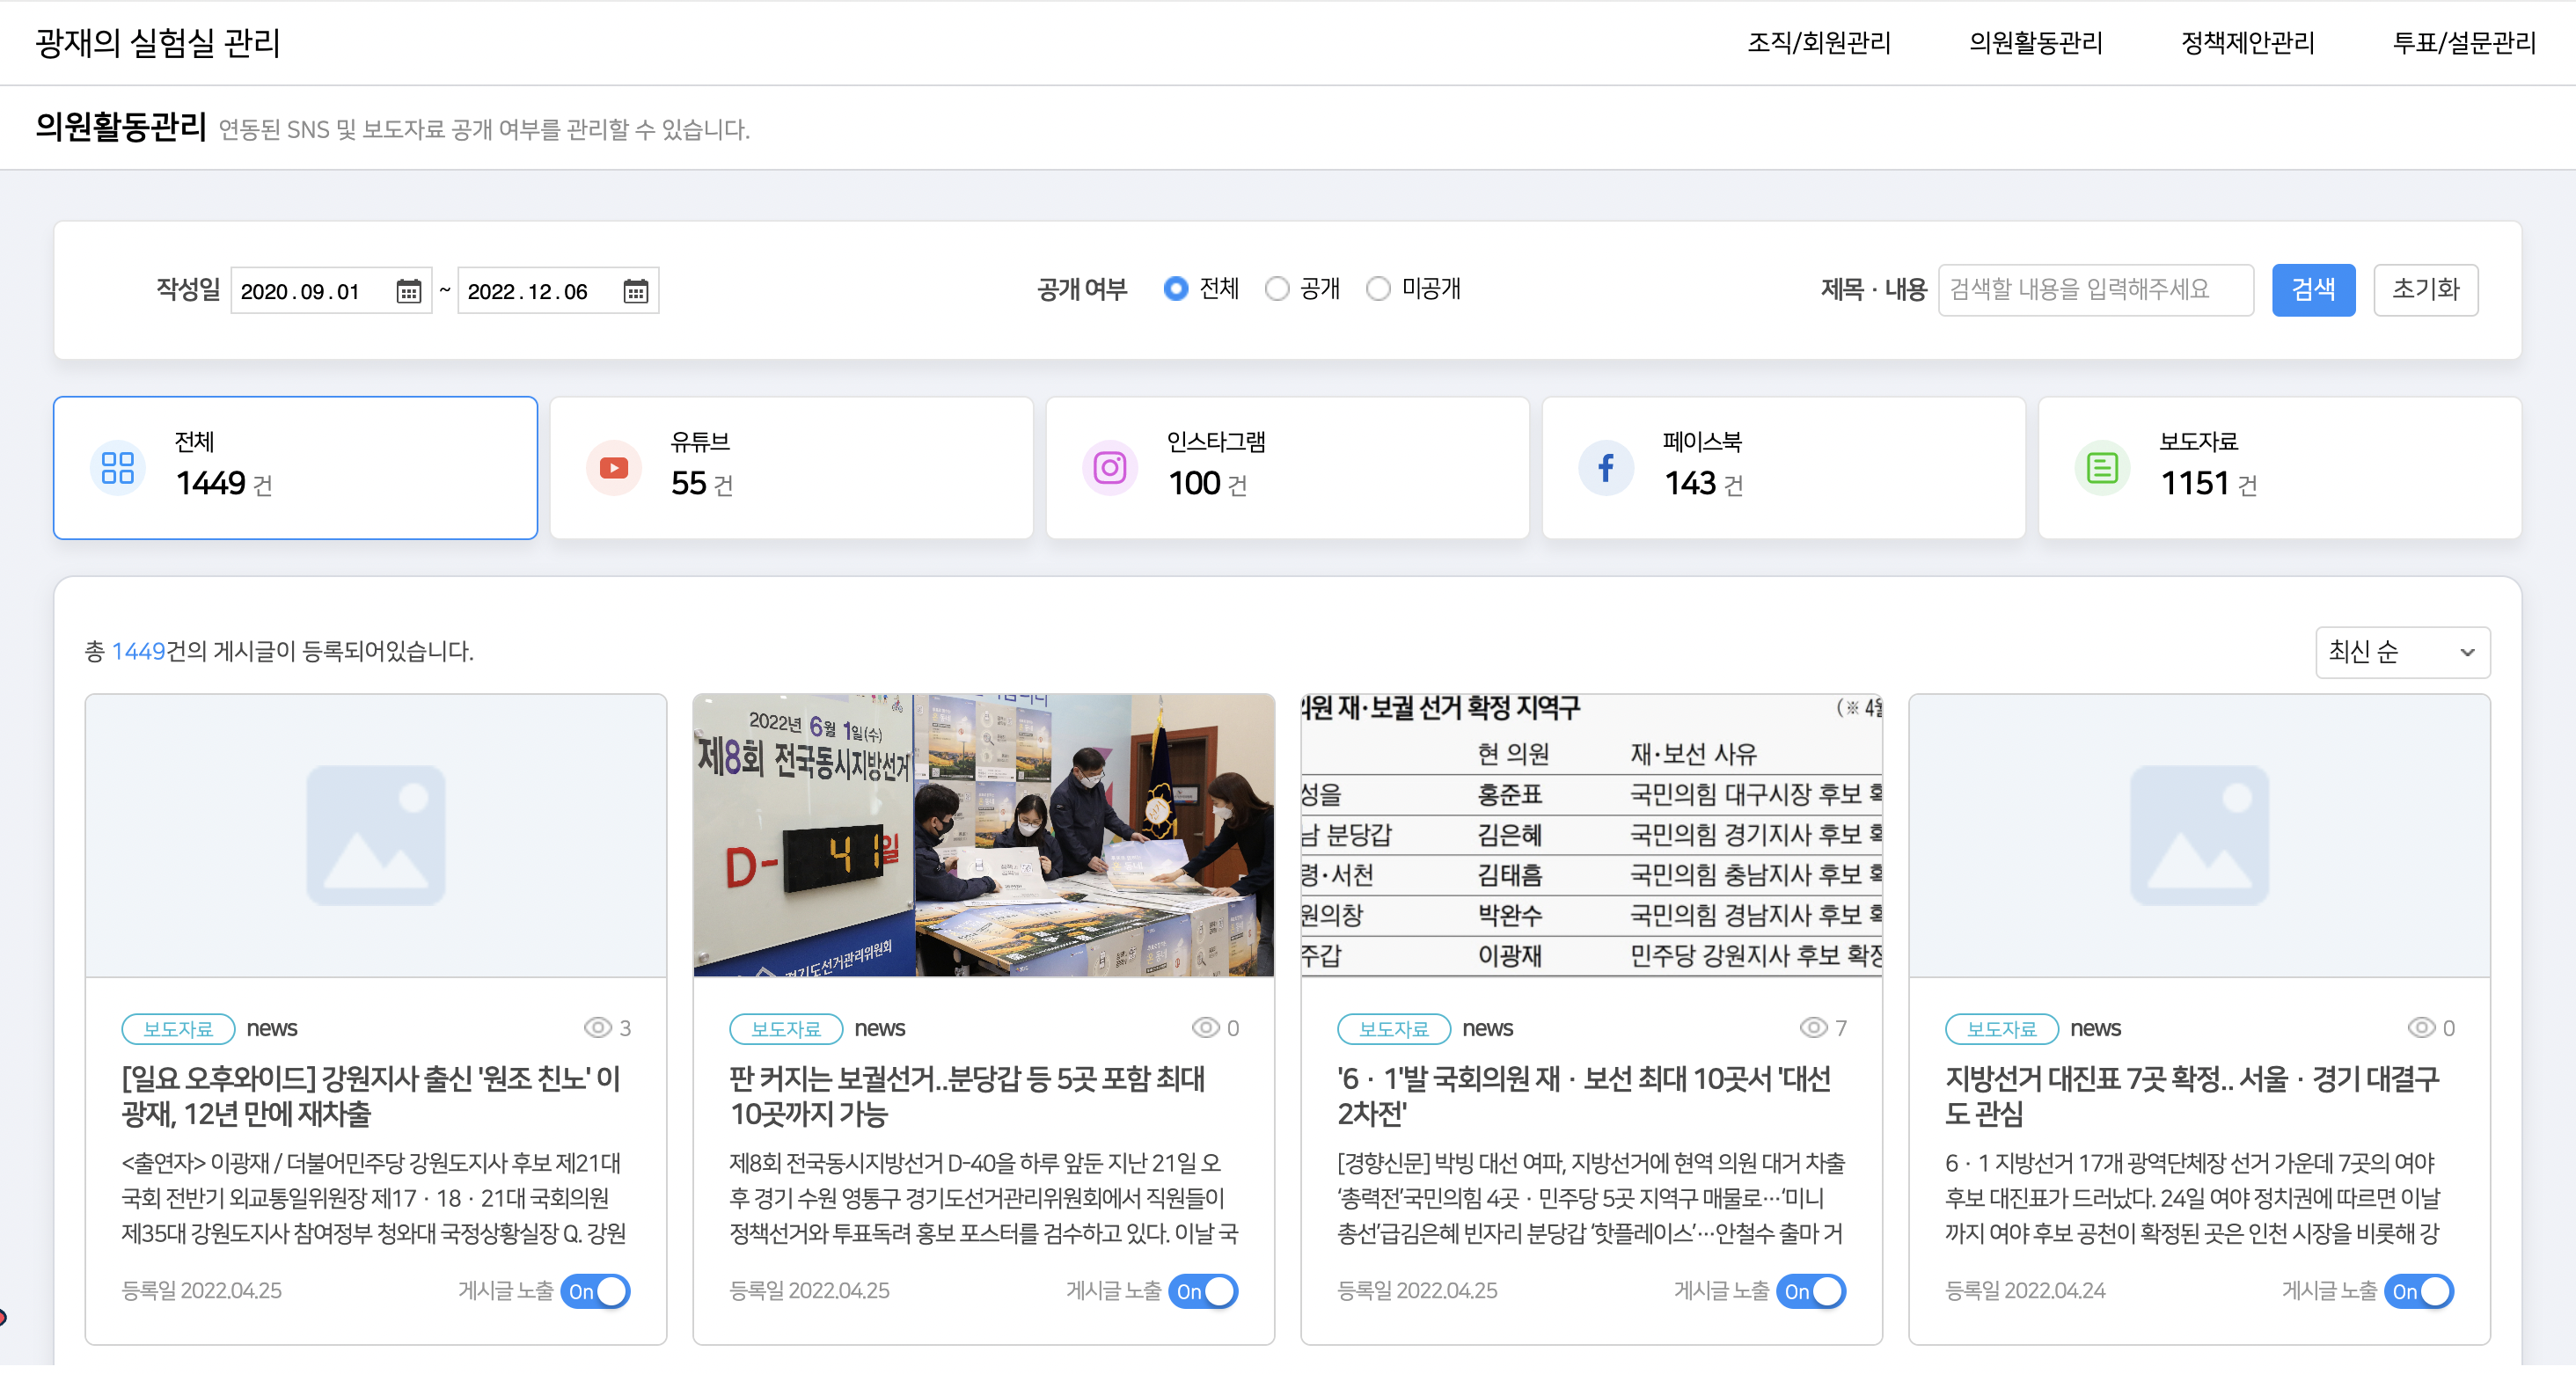 광재의 실험실 관리
조직/회원관리
의원활동관리
정책제안관리
투표/설문관리
의원활동관리 연동된 SNS 및 보도자료 공개 여부를 관리할 수 있습니다.
작성일 2020.09.01 ~ 2022.12.06
공개 여부 전체 공개 미공개
제목 · 내용 검색할 내용을 입력해주세요 검색 초기화
전체
1449 건
유튜브
55 건
인스타그램
100 건
페이스북
143 건
보도자료
1151 건
총 1449건의 게시글이 등록되어있습니다.
최신 순
보도자료 news 3
[일요 오후와이드] 강원지사 출신 '원조 친노' 이
광재, 12년 만에 재차출
<출연자> 이광재 / 더불어민주당 강원도지사 후보 제21대
국회 전반기 외교통일위원장 제17 · 18 · 21대 국회의원
제35대 강원도지사 참여정부 청와대 국정상황실장 Q. 강원
등록일 2022.04.25 게시글 노출 On
2022년 6월 1일(수)
제8회 전국동시지방선거
D- 41일
경기도선거관리위원회
보도자료 news 0
판 커지는 보궐선거..분당갑 등 5곳 포함 최대
10곳까지 가능
제8회 전국동시지방선거 D-40을 하루 앞둔 지난 21일 오
후 경기 수원 영통구 경기도선거관리위원회에서 직원들이
정책선거와 투표독려 홍보 포스터를 검수하고 있다. 이날 국
등록일 2022.04.25 게시글 노출 On
의원 재·보궐 선거 확정 지역구 (※ 4월
현 의원 재·보선 사유
성을 홍준표 국민의힘 대구시장 후보 확
남 분당갑 김은혜 국민의힘 경기지사 후보 확
령·서천 김태흠 국민의힘 충남지사 후보 확
원의창 박완수 국민의힘 경남지사 후보 확
주갑 이광재 민주당 강원지사 후보 확정
보도자료 news 7
'6 · 1'발 국회의원 재 · 보선 최대 10곳서 '대선
2차전'
[경향신문] 박빙 대선 여파, 지방선거에 현역 의원 대거 차출
‘총력전’국민의힘 4곳 · 민주당 5곳 지역구 매물로…‘미니
총선’급김은혜 빈자리 분당갑 ‘핫플레이스’…안철수 출마 거
등록일 2022.04.25 게시글 노출 On
보도자료 news 0
지방선거 대진표 7곳 확정.. 서울 · 경기 대결구
도 관심
6 · 1 지방선거 17개 광역단체장 선거 가운데 7곳의 여야
후보 대진표가 드러났다. 24일 여야 정치권에 따르면 이날
까지 여야 후보 공천이 확정된 곳은 인천 시장을 비롯해 강
등록일 2022.04.24 게시글 노출 On